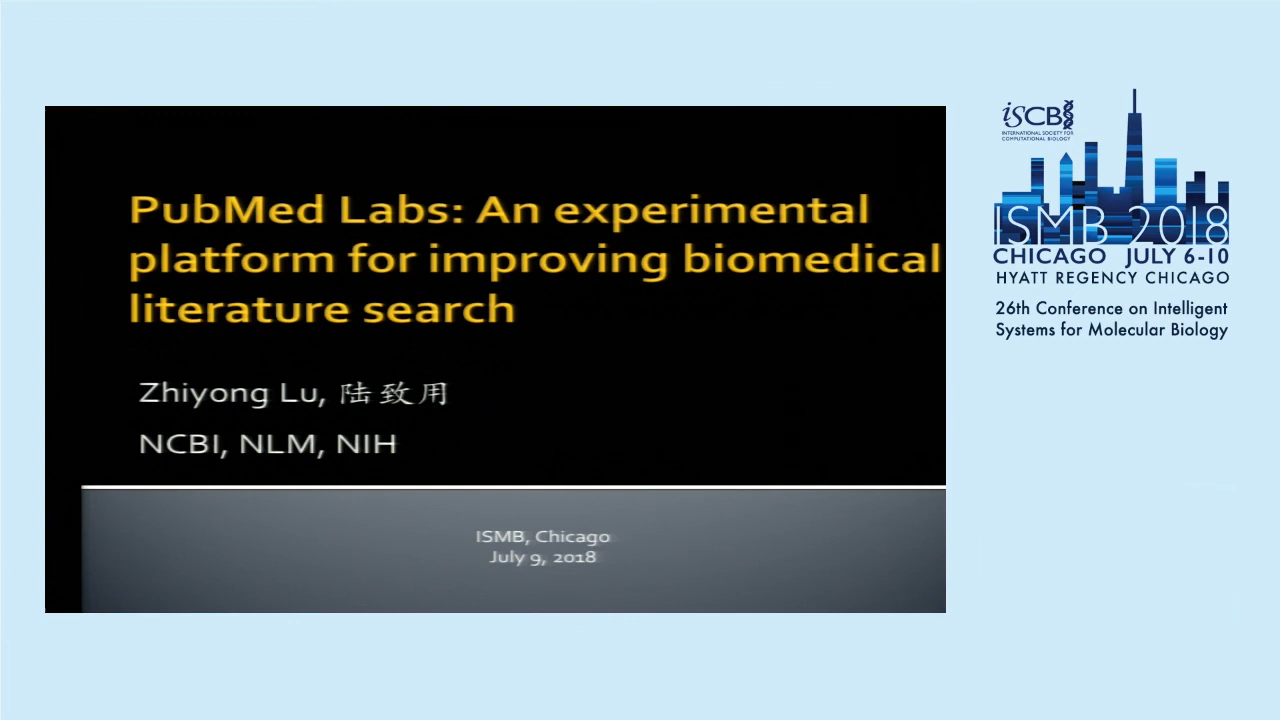 PubMed Labs: An experimental
platform for improving biomedical
literature search
Zhiyong Lu, 陆致用
NCBI, NLM, NIH
ISMB, Chicago
July 9, 2018
iSCB
INTERNATIONAL SOCIETY FOR
COMPUTATIONAL BIOLOGY
ISMB 2018
CHICAGO JULY 6-10
HYATT REGENCY CHICAGO
26th Conference on Intelligent
Systems for Molecular Biology